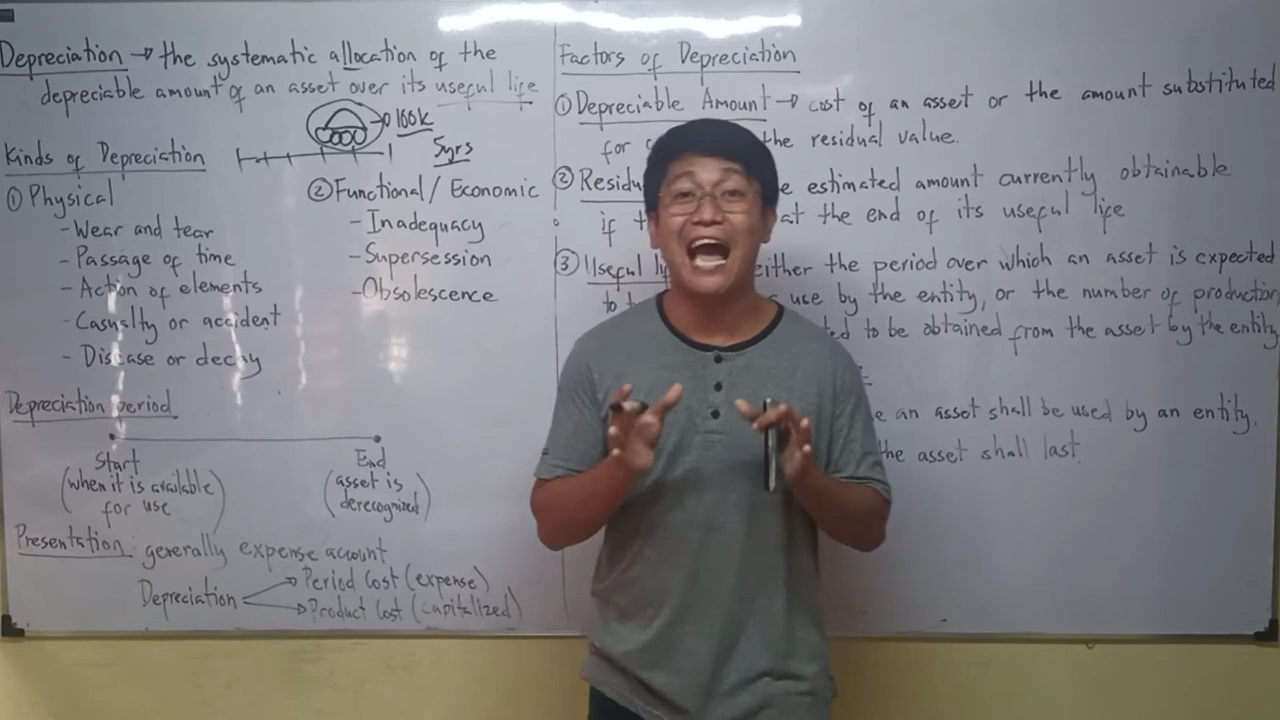 Depreciation → the systematic allocation of the
depreciable amount of an asset over its useful life
100k
5yrs
Kinds of Depreciation
① Physical
- Wear and tear
- Passage of time
- Action of elements
- Casualty or accident
- Disease or decay
② Functional / Economic
- Inadequacy
- Supersession
- Obsolescence
Depreciation period
Start
(when it is available
for use)
End
(asset is
derecognized)
Presentation: generally expense account
Depreciation
Period Cost (expense)
Product Cost (capitalized)
Factors of Depreciation
① Depreciable Amount → cost of an asset or the amount substituted
for the residual value.
② estimated amount currently obtainable
if at the end of its useful life
③ Useful either the period over which an asset is expected
to use by the entity, or the number of production
to be obtained from the asset by the entity
an asset shall be used by an entity.
the asset shall last.